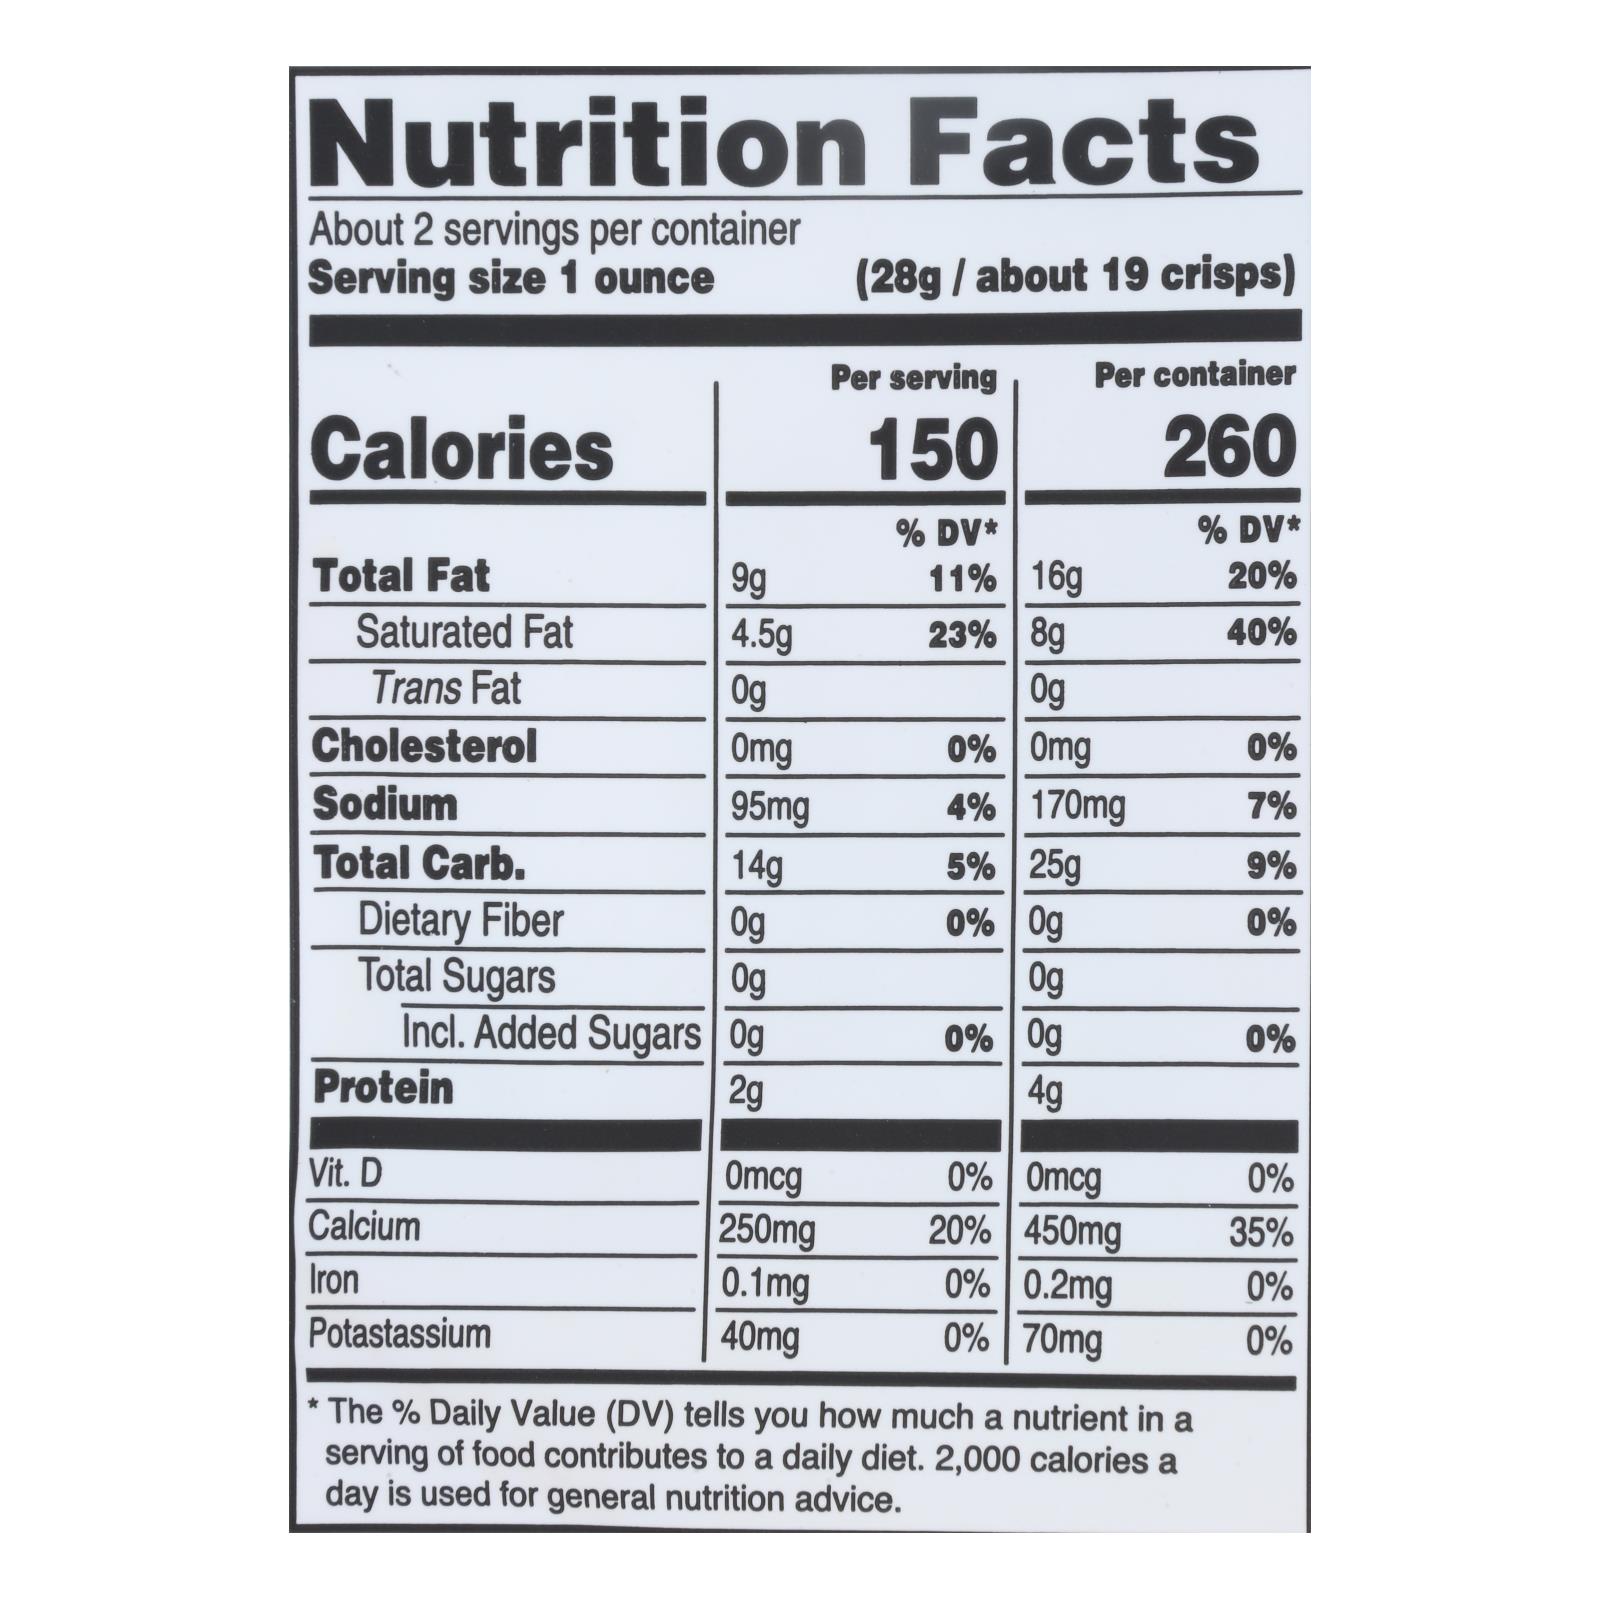 Nutrition Facts
About 2 servings per container
Serving size 1 ounce (28g / about 19 crisps)
Per serving Per container
Calories 150 260
% DV* % DV*
Total Fat 9g 11% 16g 20%
Saturated Fat 4.5g 23% 8g 40%
Trans Fat 0g 0g
Cholesterol 0mg 0% 0mg 0%
Sodium 95mg 4% 170mg 7%
Total Carb. 14g 5% 25g 9%
Dietary Fiber 0g 0% 0g 0%
Total Sugars 0g 0g
Incl. Added Sugars 0g 0% 0g 0%
Protein 2g 4g
Vit. D 0mcg 0% 0mcg 0%
Calcium 250mg 20% 450mg 35%
Iron 0.1mg 0% 0.2mg 0%
Potastassium 40mg 0% 70mg 0%
* The % Daily Value (DV) tells you how much a nutrient in a
serving of food contributes to a daily diet. 2,000 calories a
day is used for general nutrition advice.